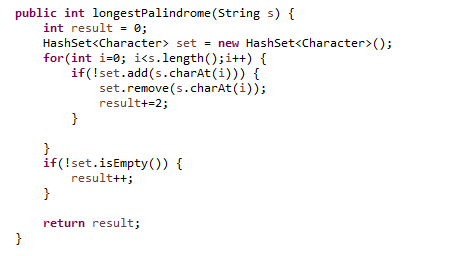 public int longestPalindrome(String s) {
    int result = 0;
    HashSet<Character> set = new HashSet<Character>();
    for(int i=0; i<s.length();i++) {
        if(!set.add(s.charAt(i))) {
            set.remove(s.charAt(i));
            result+=2;
        }

    }
    if(!set.isEmpty()) {
        result++;
    }

    return result;
}